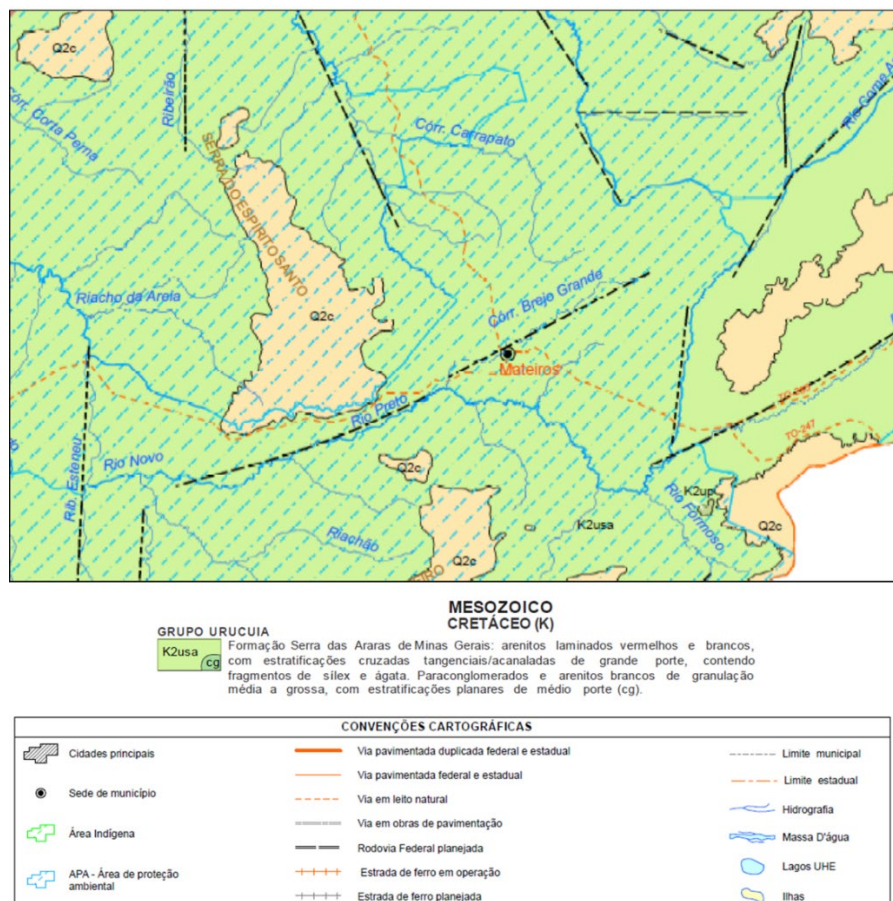 Q2c
Ribeirão
Córr. Corta Perna
SERRA DO ESPÍRITO SANTO
Córr. Carrapato
Riacho da Areia
Q2c
Córr. Brejo Grande
Mateiros
Rio Preto
TO-247
Rio Novo
Rib. Esteneu
Q2c
Riachão
Q2c
K2usa
K2up
Rio Formoso
Q2c
MESOZOICO
CRETÁCEO (K)
GRUPO URUCUIA
K2usa
cg
Formação Serra das Araras de Minas Gerais: arenitos laminados vermelhos e brancos,
com estratificações cruzadas tangenciais/acanaladas de grande porte, contendo
fragmentos de sílex e ágata. Paraconglomerados e arenitos brancos de granulação
média a grossa, com estratificações planares de médio porte (cg).
CONVENÇÕES CARTOGRÁFICAS
Cidades principais
Sede de município
Área Indígena
APA - Área de proteção
ambiental
Via pavimentada duplicada federal e estadual
Via pavimentada federal e estadual
Via em leito natural
Via em obras de pavimentação
Rodovia Federal planejada
Estrada de ferro em operação
Estrada de ferro planejada
Limite municipal
Limite estadual
Hidrografia
Massa D'água
Lagos UHE
Ilhas